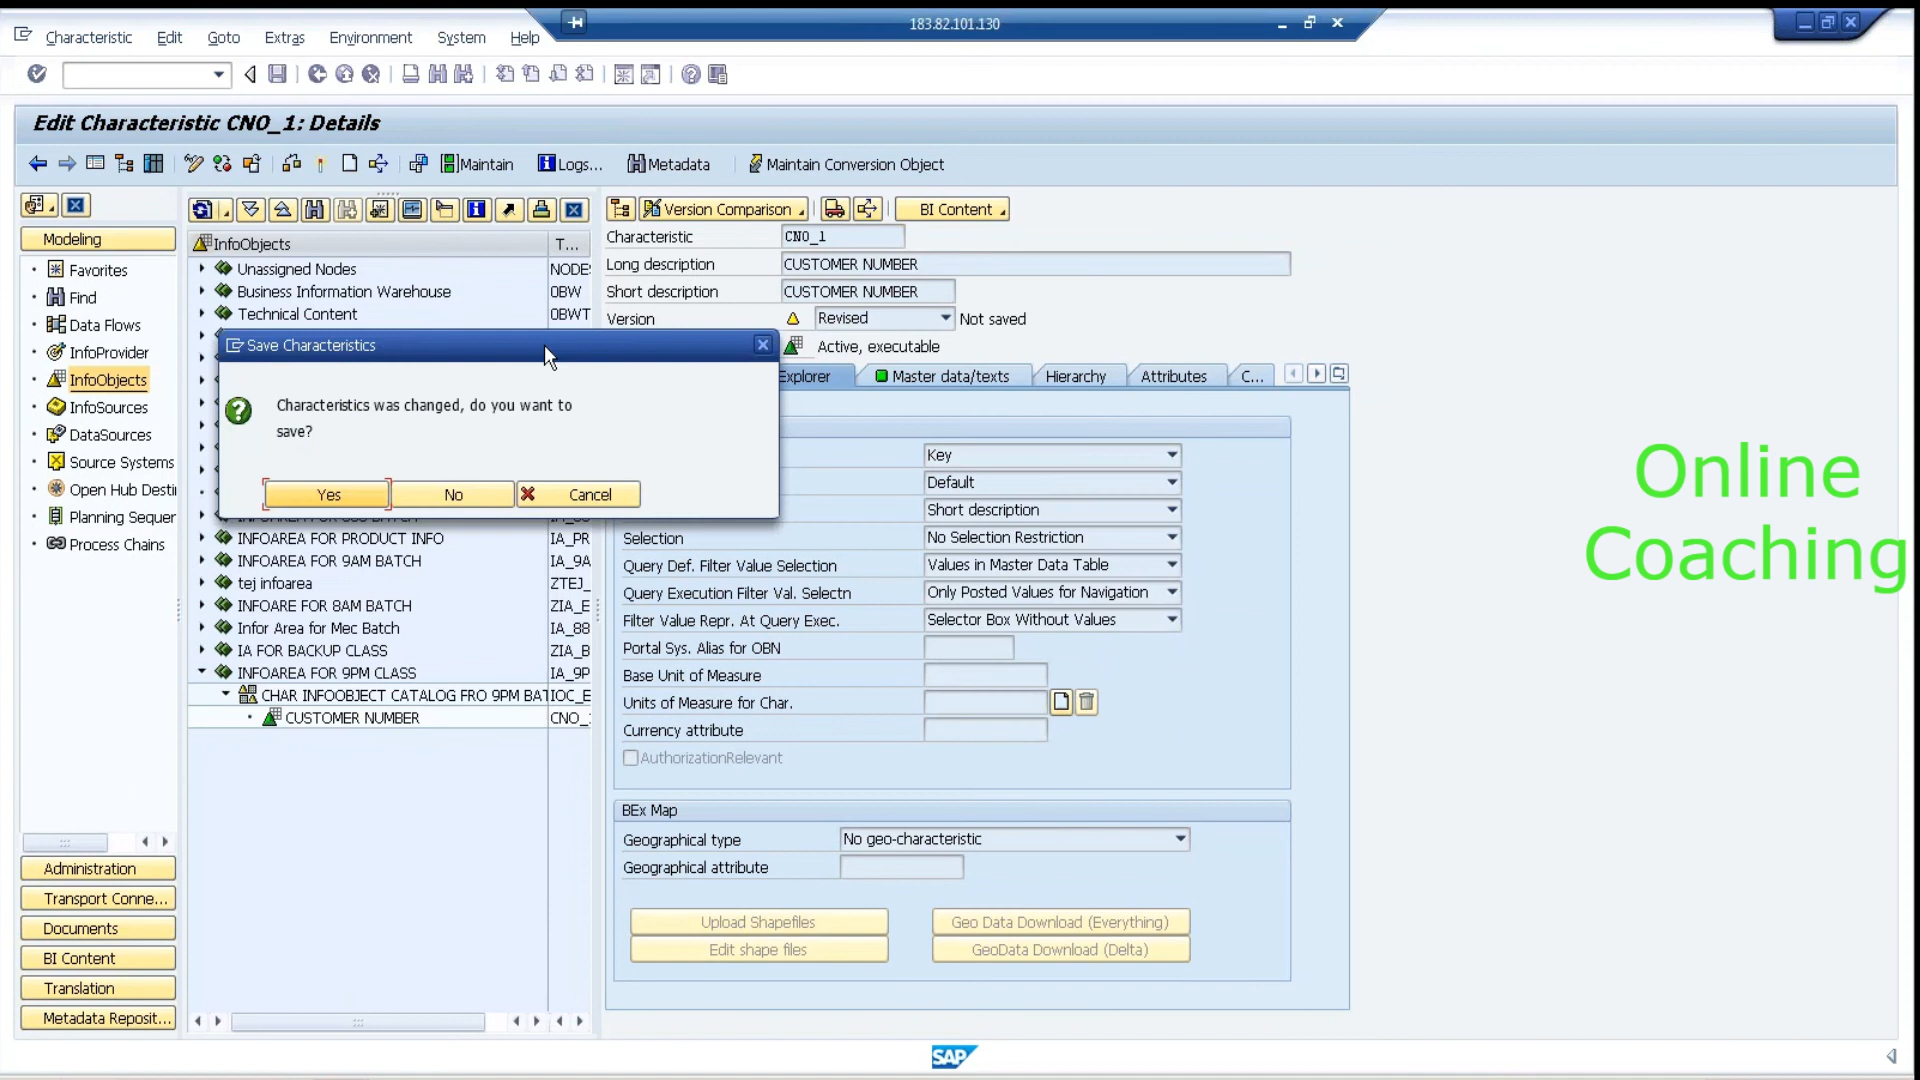 183.82.101.130
Characteristic Edit Goto Extras Environment System Help
Edit Characteristic CNO_1: Details
Maintain Logs... Metadata Maintain Conversion Object
Modeling
Favorites
Find
Data Flows
InfoProvider
InfoObjects
InfoSources
DataSources
Source Systems
Open Hub Desti
Planning Sequer
Process Chains
Administration
Transport Conne...
Documents
BI Content
Translation
Metadata Reposit...
InfoObjects T...
Unassigned Nodes NODE
Business Information Warehouse 0BW
Technical Content 0BWT
INFOAREA FOR PRODUCT INFO IA_PR
INFOAREA FOR 9AM BATCH IA_9A
tej infoarea ZTEJ_
INFOARE FOR 8AM BATCH ZIA_E
Infor Area for Mec Batch IA_88
IA FOR BACKUP CLASS ZIA_B
INFOAREA FOR 9PM CLASS IA_9P
CHAR INFOOBJECT CATALOG FRO 9PM BAT IOC_E
CUSTOMER NUMBER CNO_
Save Characteristics
Characteristics was changed, do you want to
save?
Yes No Cancel
Version Comparison BI Content
Characteristic CNO_1
Long description CUSTOMER NUMBER
Short description CUSTOMER NUMBER
Version Revised Not saved
Active, executable
Explorer Master data/texts Hierarchy Attributes C...
Key
Default
Short description
Selection No Selection Restriction
Query Def. Filter Value Selection Values in Master Data Table
Query Execution Filter Val. Selectn Only Posted Values for Navigation
Filter Value Repr. At Query Exec. Selector Box Without Values
Portal Sys. Alias for OBN
Base Unit of Measure
Units of Measure for Char.
Currency attribute
AuthorizationRelevant
BEx Map
Geographical type No geo-characteristic
Geographical attribute
Upload Shapefiles Geo Data Download (Everything)
Edit shape files GeoData Download (Delta)
Online
Coaching
SAP